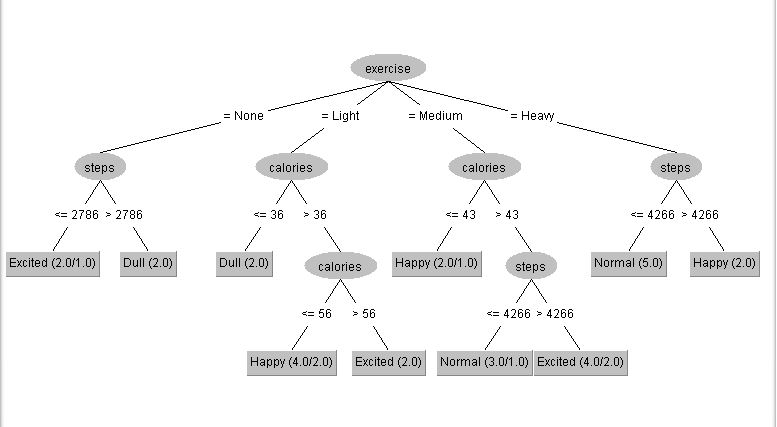 exercise
= None = Light = Medium = Heavy
steps calories calories steps
<= 2786 > 2786 <= 36 > 36 <= 43 > 43 <= 4266 > 4266
Excited (2.0/1.0) Dull (2.0) Dull (2.0) calories Happy (2.0/1.0) steps Normal (5.0) Happy (2.0)
<= 56 > 56 <= 4266 > 4266
Happy (4.0/2.0) Excited (2.0) Normal (3.0/1.0) Excited (4.0/2.0)